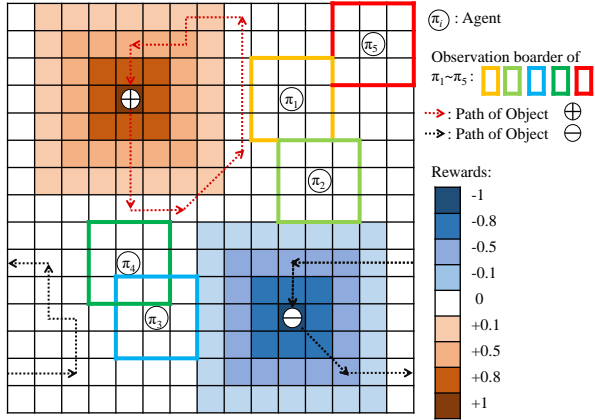 π5
π1
π2
π4
π3
πi : Agent
Observation boarder of
π1~π5 :
: Path of Object ⊕
: Path of Object ⊖
Rewards:
-1
-0.8
-0.5
-0.1
0
+0.1
+0.5
+0.8
+1